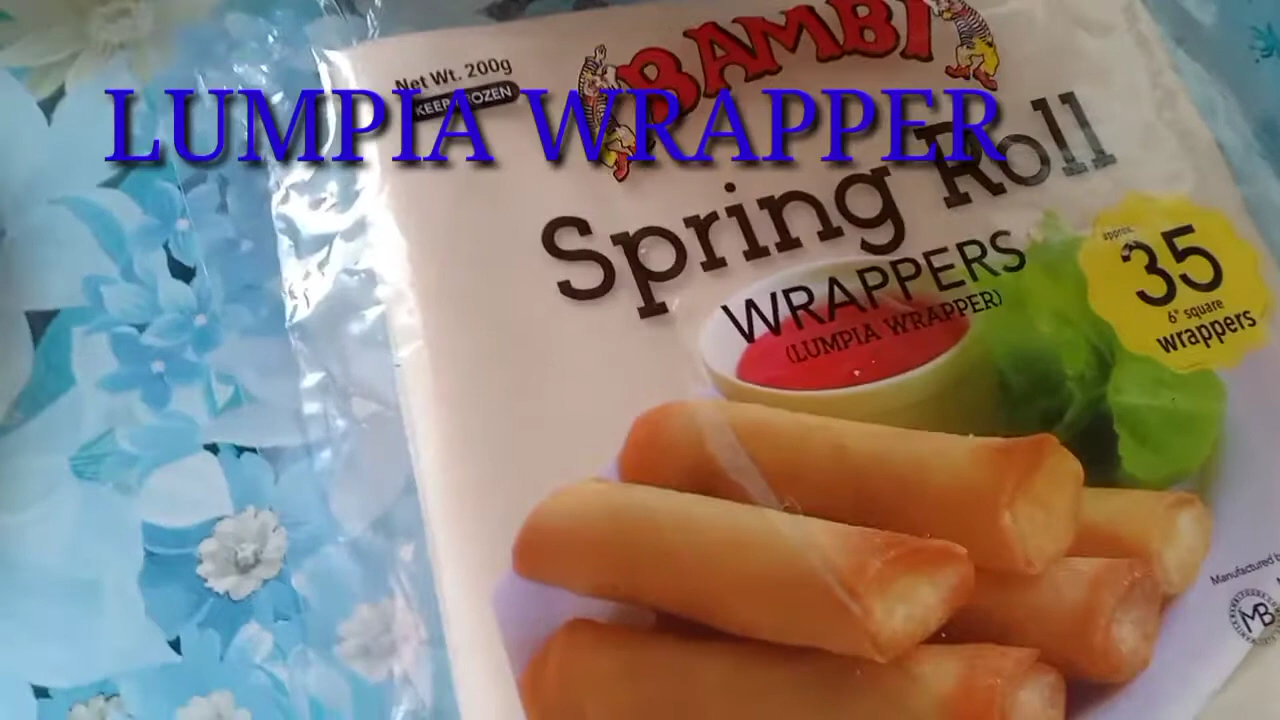 BAMBI
Net Wt. 200g
KEEP FROZEN
LUMPIA WRAPPER
Spring Roll
WRAPPERS
(LUMPIA WRAPPER)
approx.
35
6" square
wrappers
Manufactured by
MB